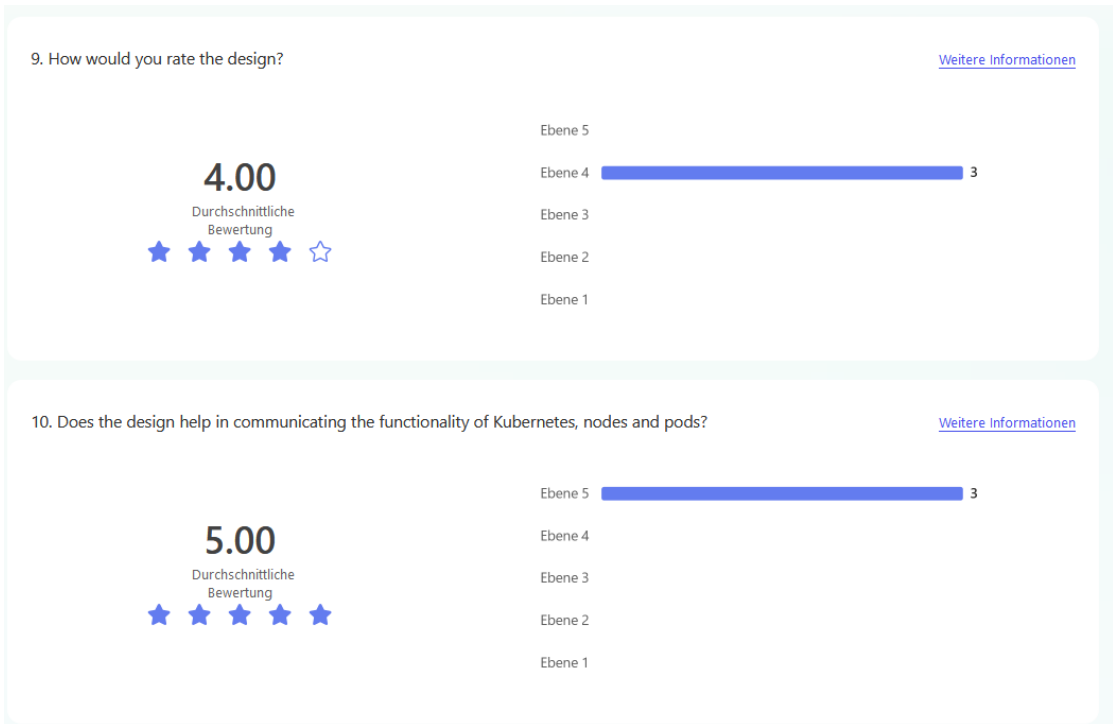 9. How would you rate the design?
Weitere Informationen
4.00
Durchschnittliche
Bewertung
Ebene 5
Ebene 4
3
Ebene 3
Ebene 2
Ebene 1
10. Does the design help in communicating the functionality of Kubernetes, nodes and pods?
Weitere Informationen
5.00
Durchschnittliche
Bewertung
Ebene 5
3
Ebene 4
Ebene 3
Ebene 2
Ebene 1